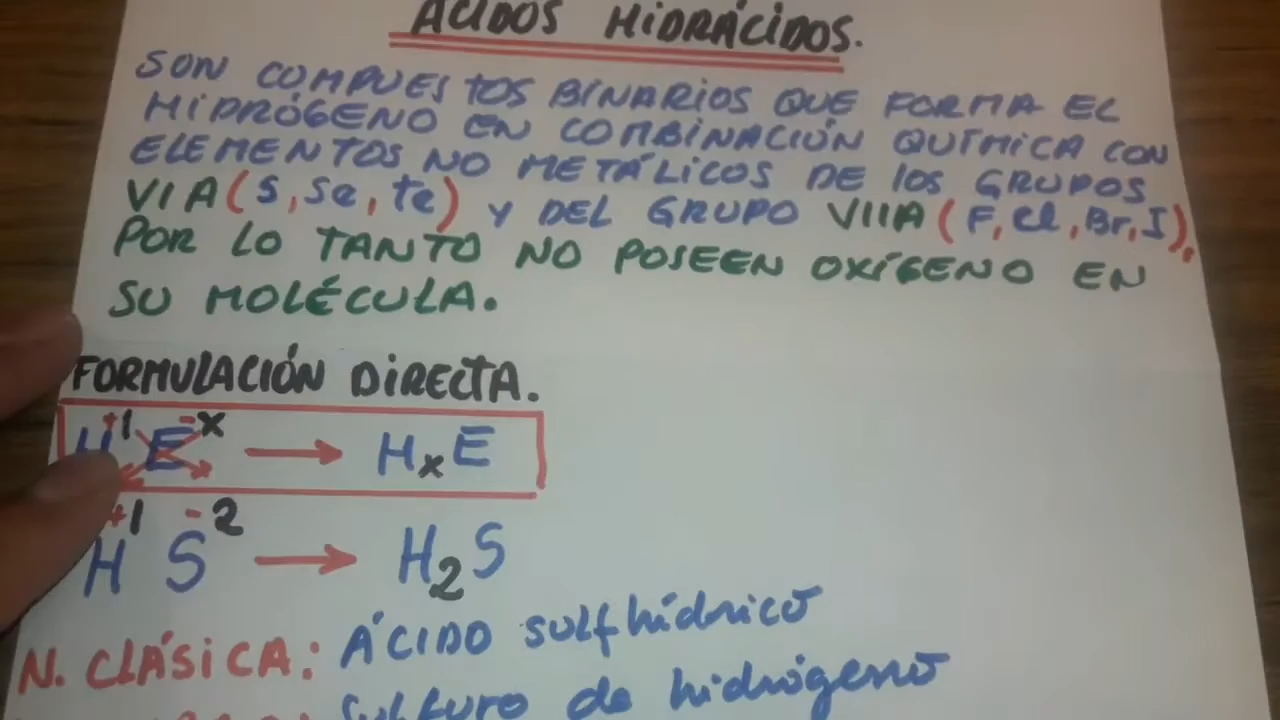 ÁCIDOS HIDRÁCIDOS.
SON COMPUESTOS BINARIOS QUE FORMA EL
HIDRÓGENO EN COMBINACIÓN QUÍMICA CON
ELEMENTOS NO METÁLICOS DE LOS GRUPOS
VIA (S, Se, te) Y DEL GRUPO VIIA (F, Cl, Br, I).
POR LO TANTO NO POSEEN OXÍGENO EN
SU MOLÉCULA.
FORMULACIÓN DIRECTA.
H⁺¹ E⁻ˣ → HₓE
H⁺¹ S⁻² → H₂S
N. CLÁSICA: ÁCIDO sulfhídrico
sulfuro de hidrógeno